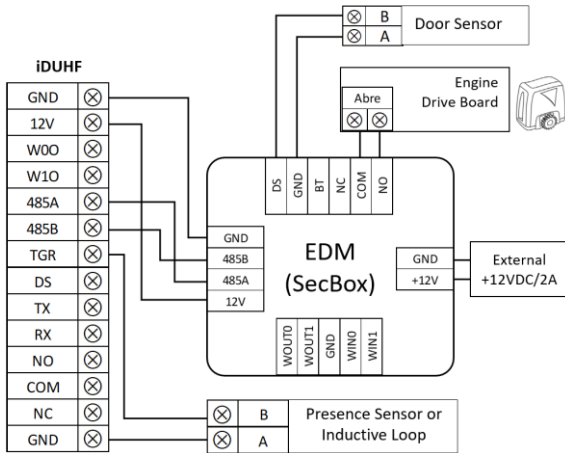 B
A
Door Sensor
iDUHF
GND
12V
W0O
W1O
485A
485B
TGR
DS
TX
RX
NO
COM
NC
GND
Engine
Drive Board
Abre
DS
GND
BT
NC
COM
NO
GND
485B
485A
12V
EDM
(SecBox)
GND
+12V
External
+12VDC/2A
WOUT0
WOUT1
GND
WIN0
WIN1
B
A
Presence Sensor or
Inductive Loop